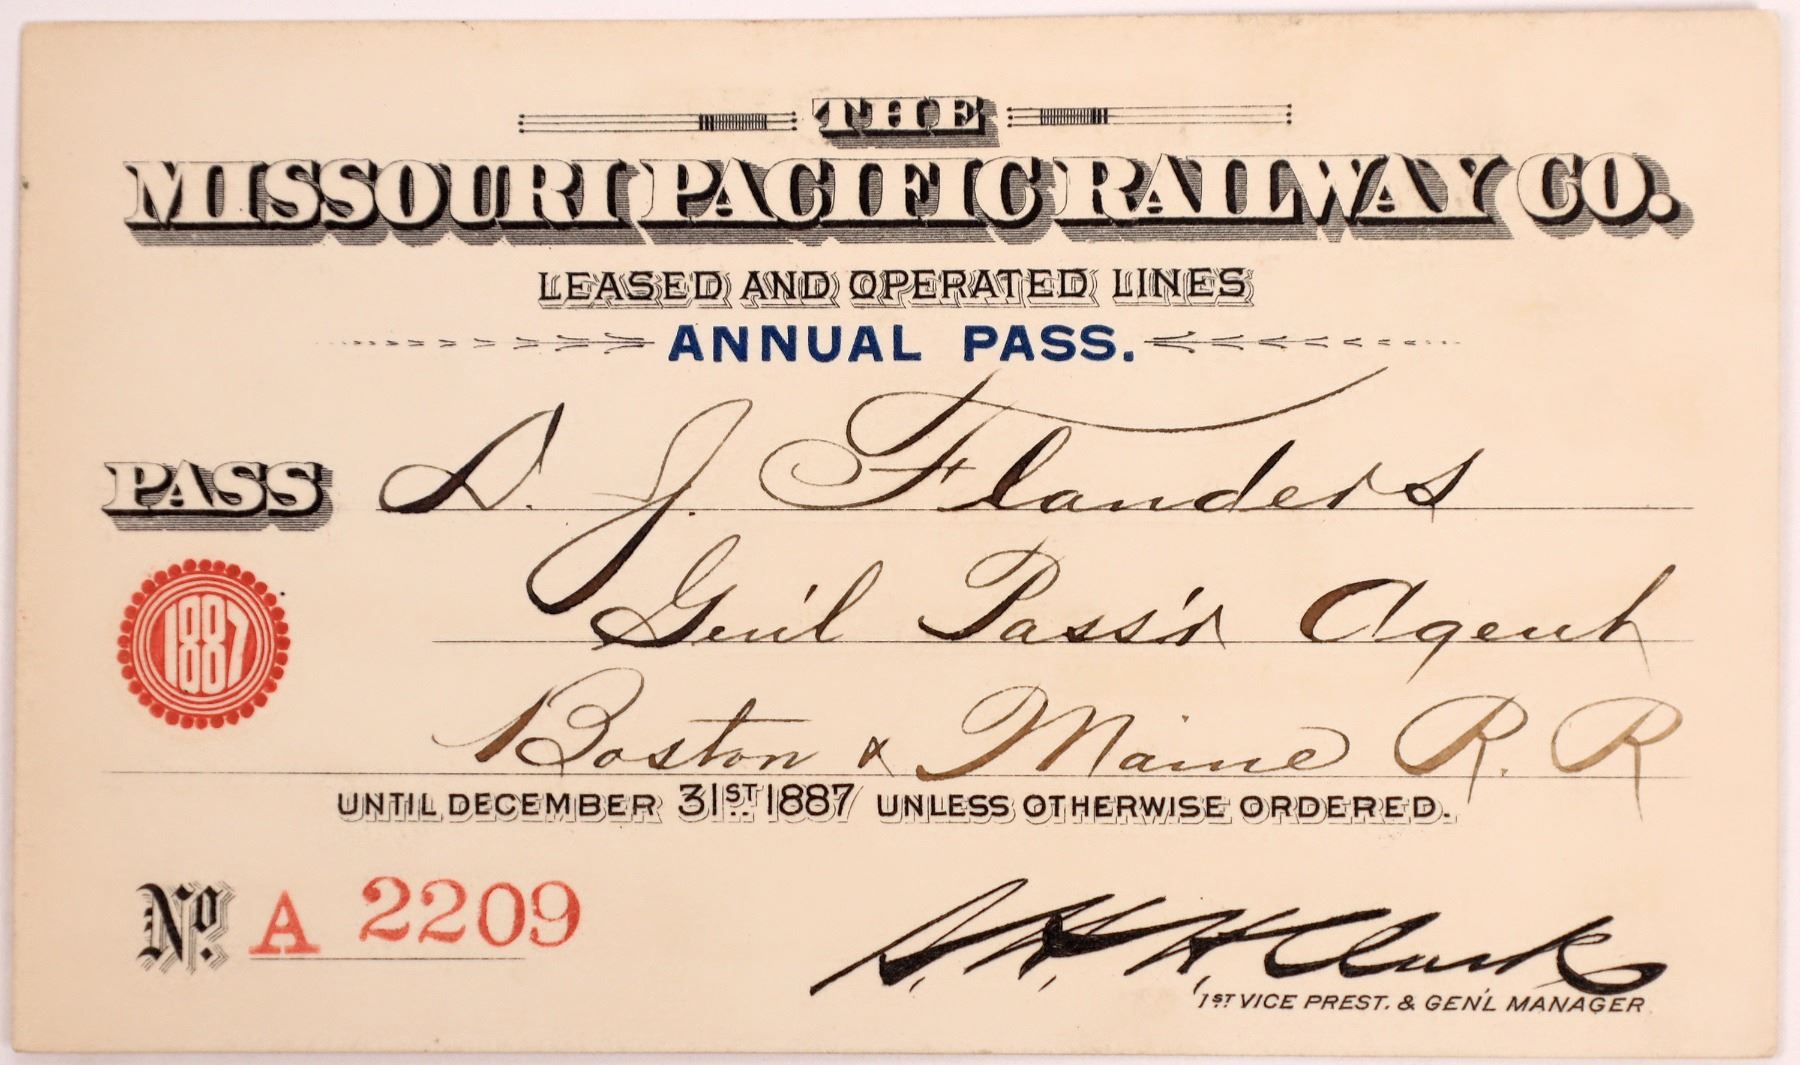 THE
MISSOURI PACIFIC RAILWAY CO.
LEASED AND OPERATED LINES
ANNUAL PASS.
PASS D. J. Flanders
1887
Gen'l Pass'r Agent
Boston & Maine R. R
UNTIL DECEMBER 31ST 1887 UNLESS OTHERWISE ORDERED.
No. A 2209
S. H. H. Clark
1ST VICE PREST. & GEN'L MANAGER